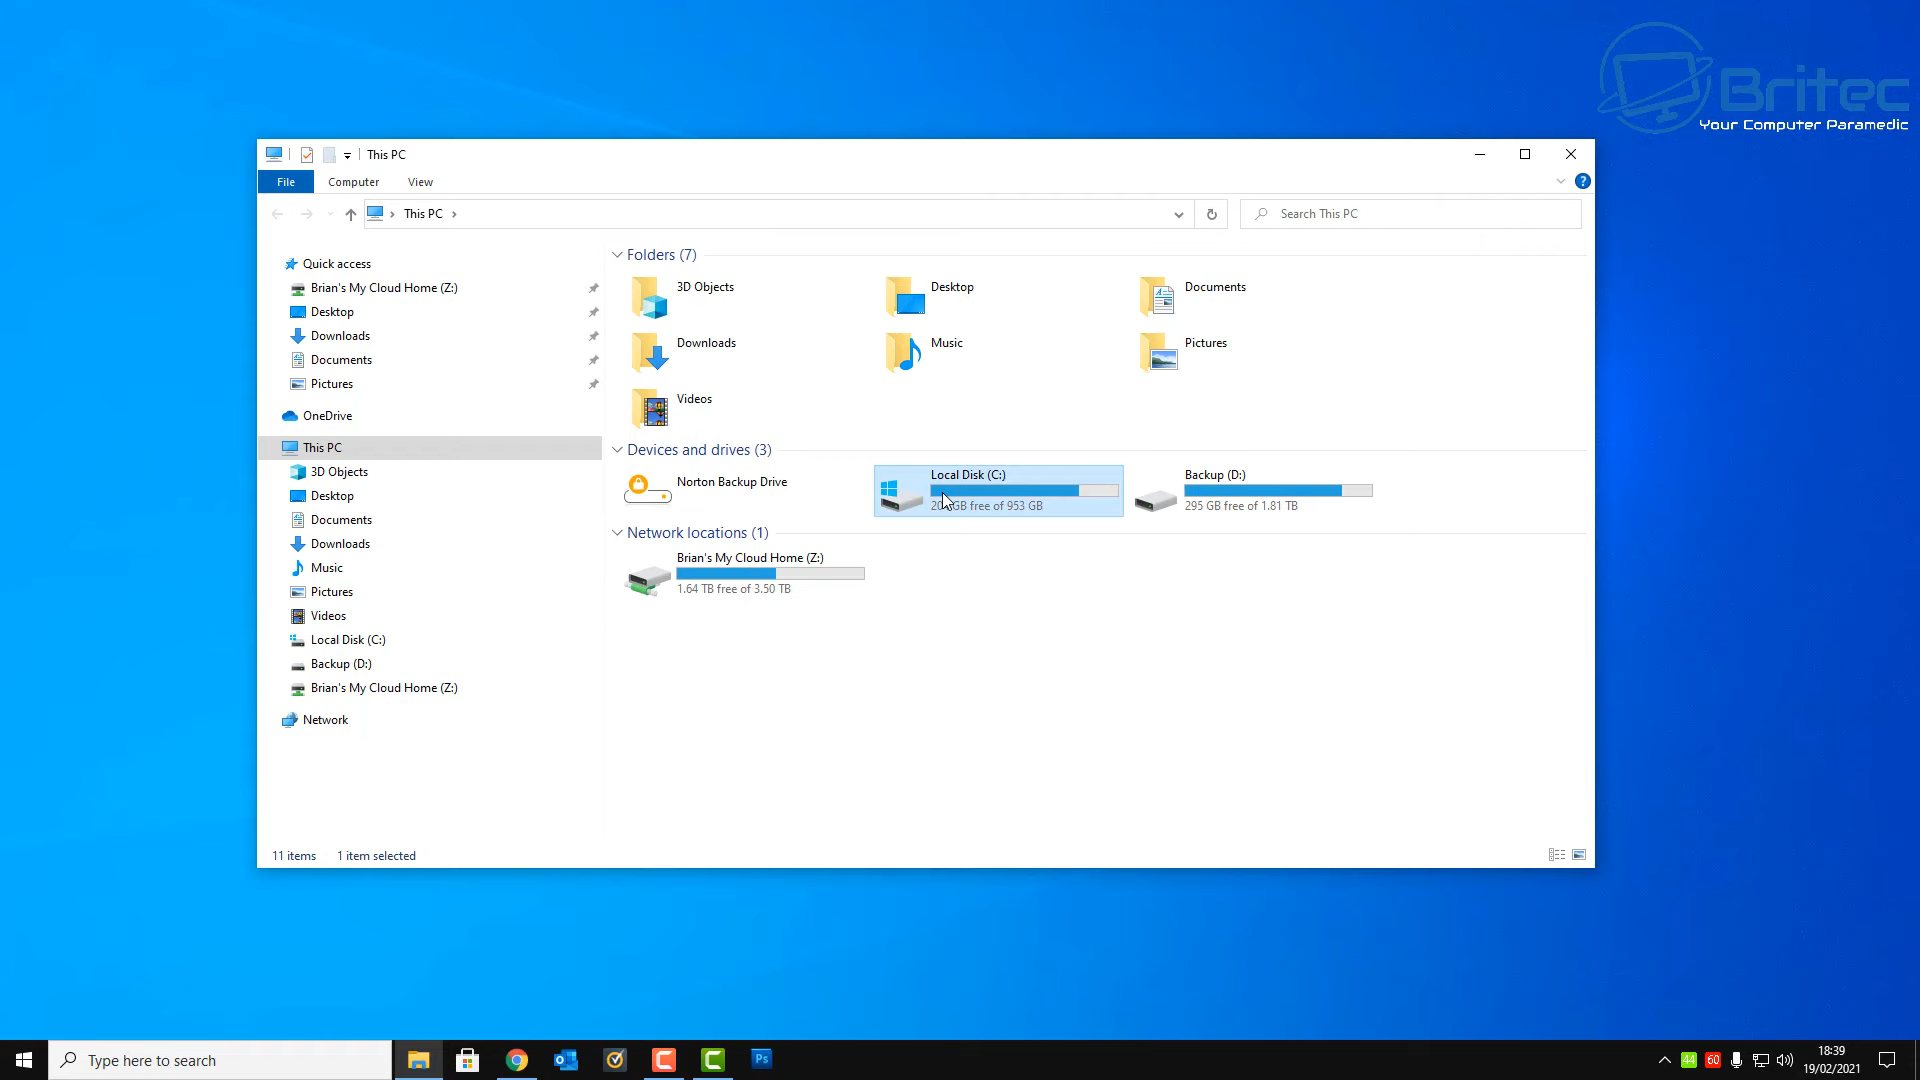 Britec
Your Computer Paramedic
This PC
File
Computer
View
This PC
Search This PC
Quick access
Brian's My Cloud Home (Z:)
Desktop
Downloads
Documents
Pictures
OneDrive
This PC
3D Objects
Desktop
Documents
Downloads
Music
Pictures
Videos
Local Disk (C:)
Backup (D:)
Brian's My Cloud Home (Z:)
Network
Folders (7)
3D Objects
Desktop
Documents
Downloads
Music
Pictures
Videos
Devices and drives (3)
Norton Backup Drive
Local Disk (C:)
GB free of 953 GB
Backup (D:)
295 GB free of 1.81 TB
Network locations (1)
Brian's My Cloud Home (Z:)
1.64 TB free of 3.50 TB
11 items
1 item selected
Type here to search
Ps
44
60
18:39
19/02/2021